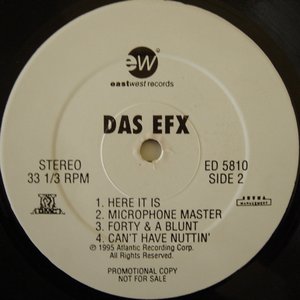 ew
eastwest records
DAS EFX
STEREO
33 1/3 RPM
ED 5810
SIDE 2
1. HERE IT IS
2. MICROPHONE MASTER
3. FORTY & A BLUNT
4. CAN'T HAVE NUTTIN'
MANAGEMENT
℗ 1995 Atlantic Recording Corp.
All Rights Reserved.
PROMOTIONAL COPY
NOT FOR SALE